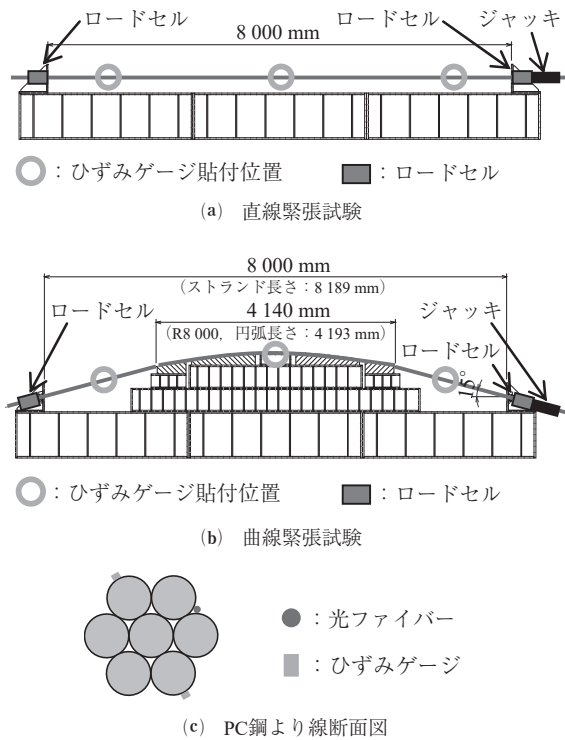 ロードセル
ロードセル
ジャッキ
8 000 mm
：ひずみゲージ貼付位置
：ロードセル
(a) 直線緊張試験
8 000 mm
（ストランド長さ：8 189 mm）
ロードセル
4 140 mm
ジャッキ
（R8 000，円弧長さ：4 193 mm）
ロードセル
15°
：ひずみゲージ貼付位置
：ロードセル
(b) 曲線緊張試験
：光ファイバー
：ひずみゲージ
(c) PC鋼より線断面図